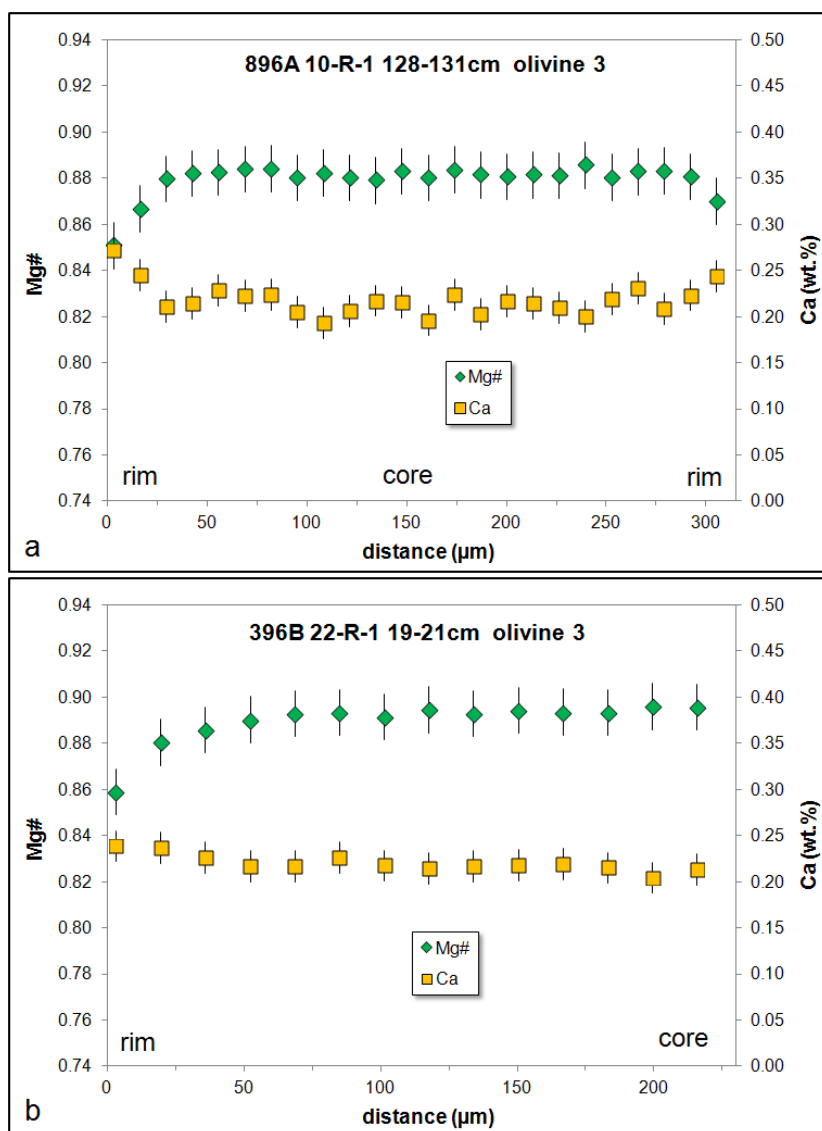 896A 10-R-1 128-131cm olivine 3
0.94
0.92
0.90
0.88
0.86
0.84
0.82
0.80
0.78
0.76
0.74
Mg#
0.50
0.45
0.40
0.35
0.30
0.25
0.20
0.15
0.10
0.05
0.00
Ca (wt.%)
Mg#
Ca
rim core rim
0 50 100 150 200 250 300
distance (µm)
a
396B 22-R-1 19-21cm olivine 3
0.94
0.92
0.90
0.88
0.86
0.84
0.82
0.80
0.78
0.76
0.74
Mg#
0.50
0.45
0.40
0.35
0.30
0.25
0.20
0.15
0.10
0.05
0.00
Ca (wt.%)
Mg#
Ca
rim core
0 50 100 150 200
distance (µm)
b